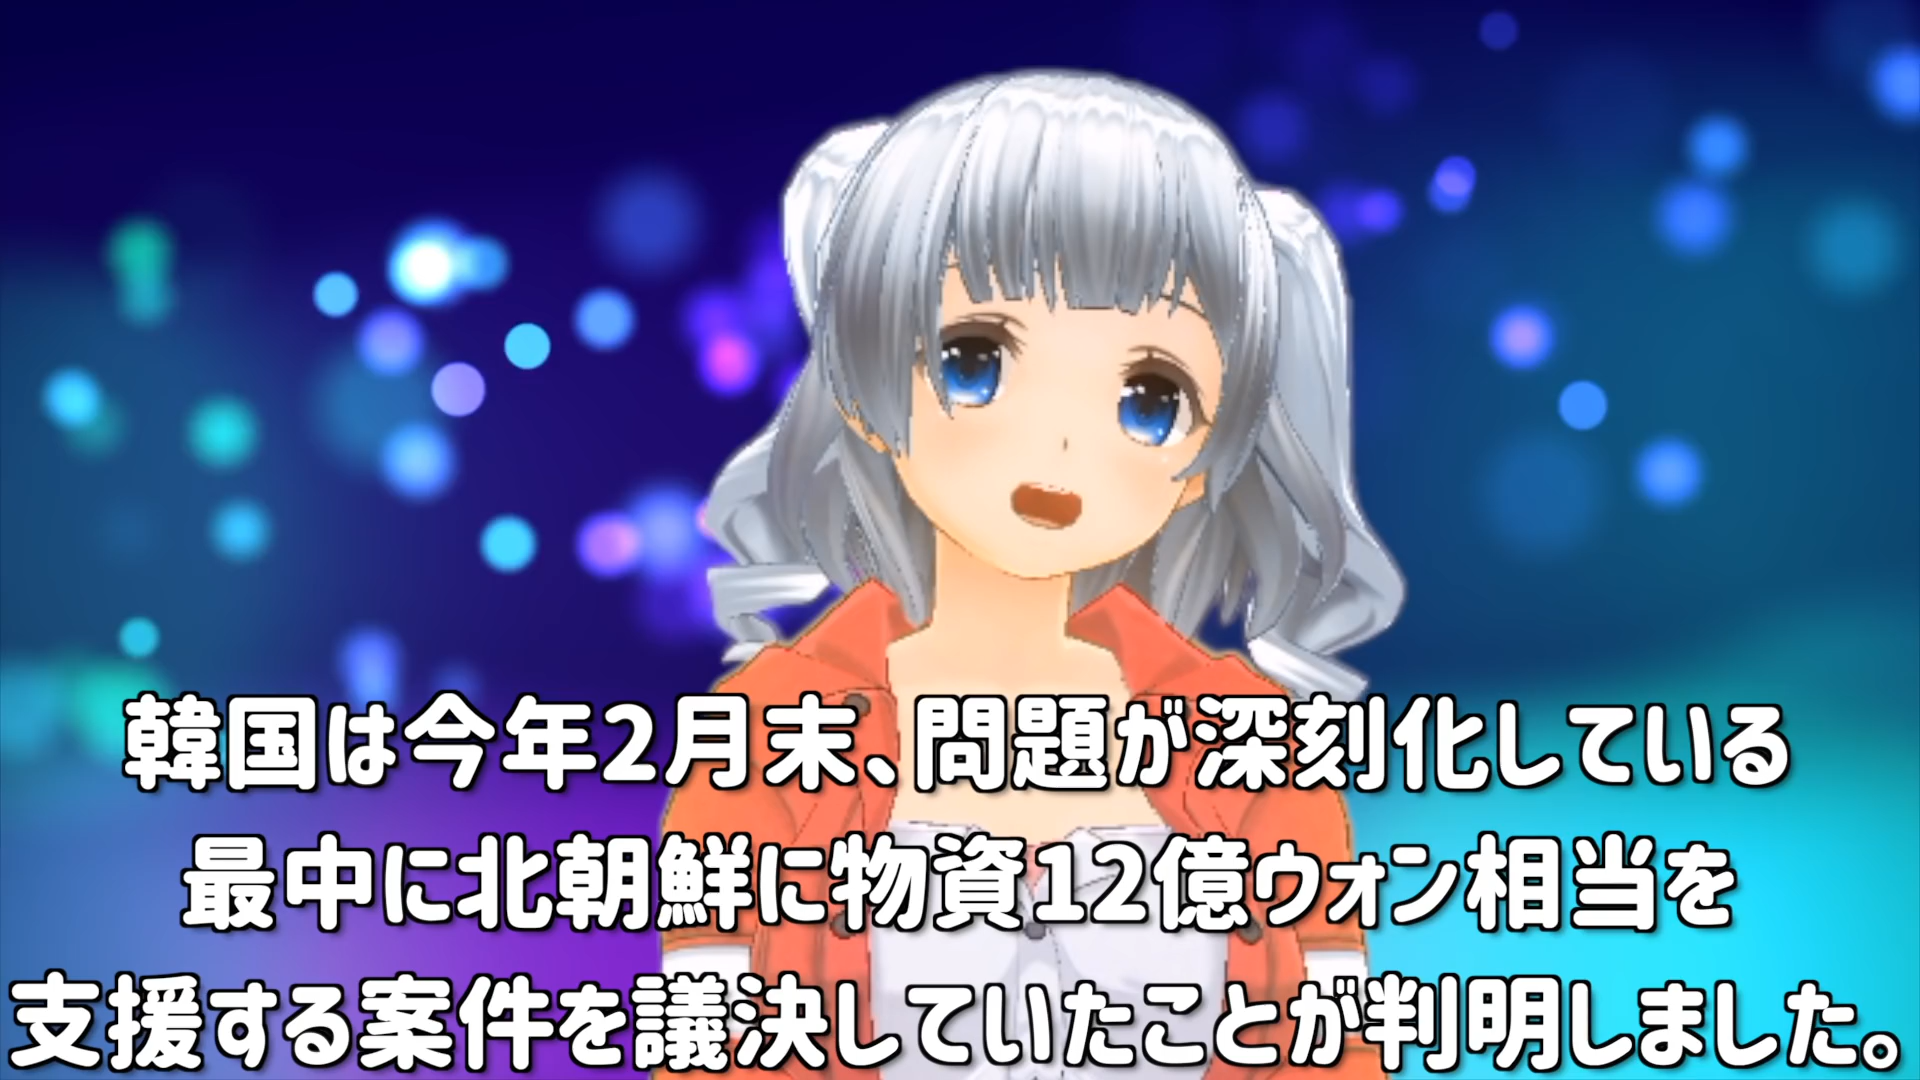 韓国は今年2月末、問題が深刻化している
最中に北朝鮮に物資12億ウォン相当を
支援する案件を議決していたことが判明しました。